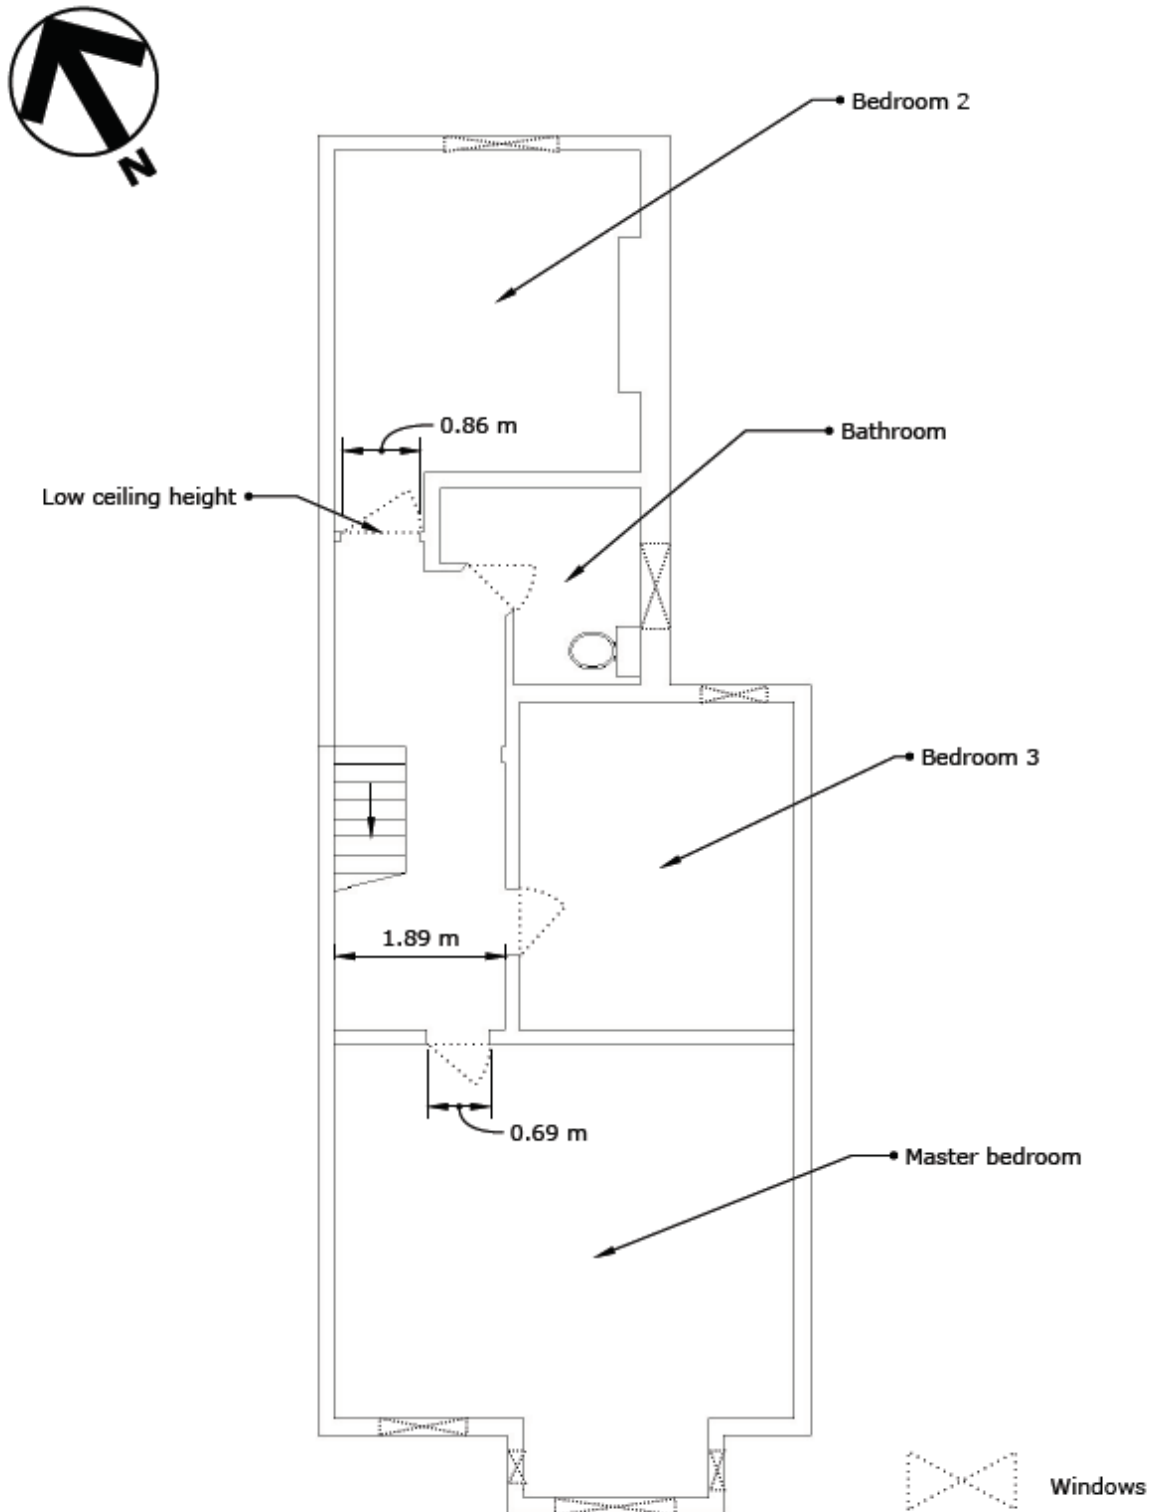 N
Bedroom 2
0.86 m
Bathroom
Low ceiling height
Bedroom 3
1.89 m
0.69 m
Master bedroom
Windows